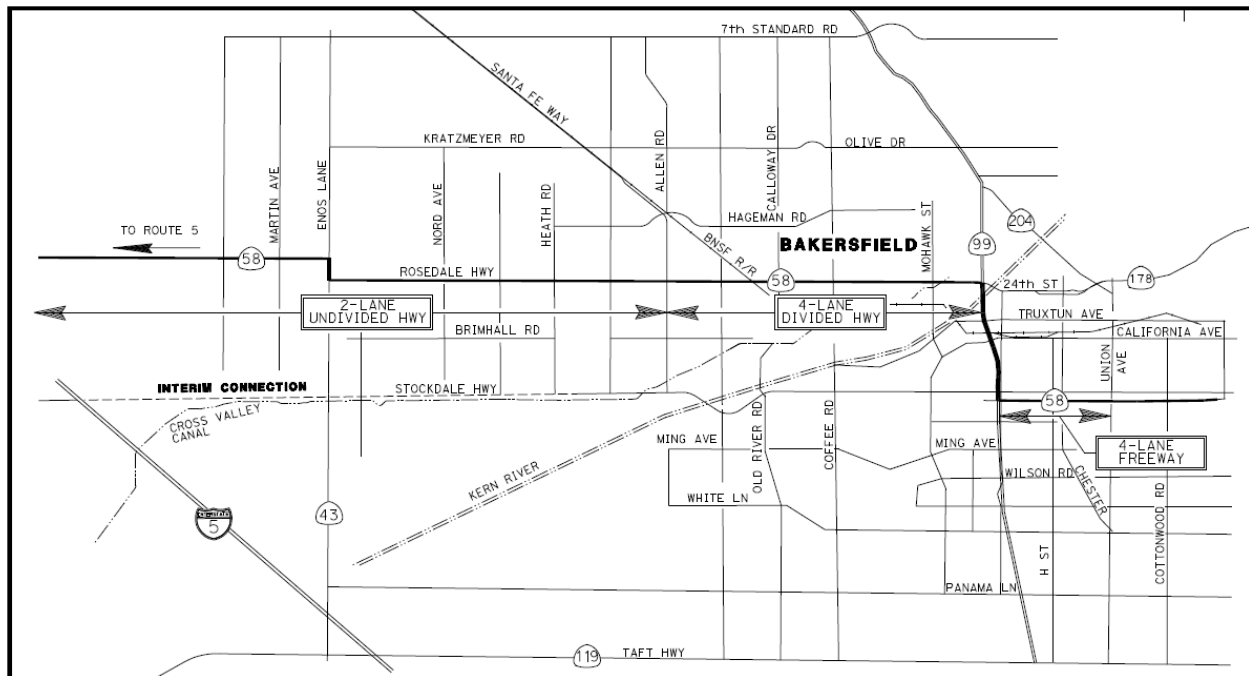 7th STANDARD RD
SANTA FE WAY
KRATZMEYER RD
OLIVE DR
MARTIN AVE
ENOS LANE
NORD AVE
HEATH RD
ALLEN RD
CALLOWAY DR
HAGEMAN RD
MOHAWK ST
204
TO ROUTE 5
BNSF R/R
BAKERSFIELD
99
58
ROSEDALE HWY
58
24th ST
178
2-LANE
UNDIVIDED HWY
4-LANE
DIVIDED HWY
TRUXTUN AVE
BRIMHALL RD
CALIFORNIA AVE
UNION
AVE
INTERIM CONNECTION
STOCKDALE HWY
58
CROSS VALLEY
CANAL
MING AVE
OLD RIVER RD
COFFEE RD
MING AVE
4-LANE
FREEWAY
KERN RIVER
WILSON RD
CHESTER
WHITE LN
COTTONWOOD RD
5
43
H ST
PANAMA LN
119
TAFT HWY